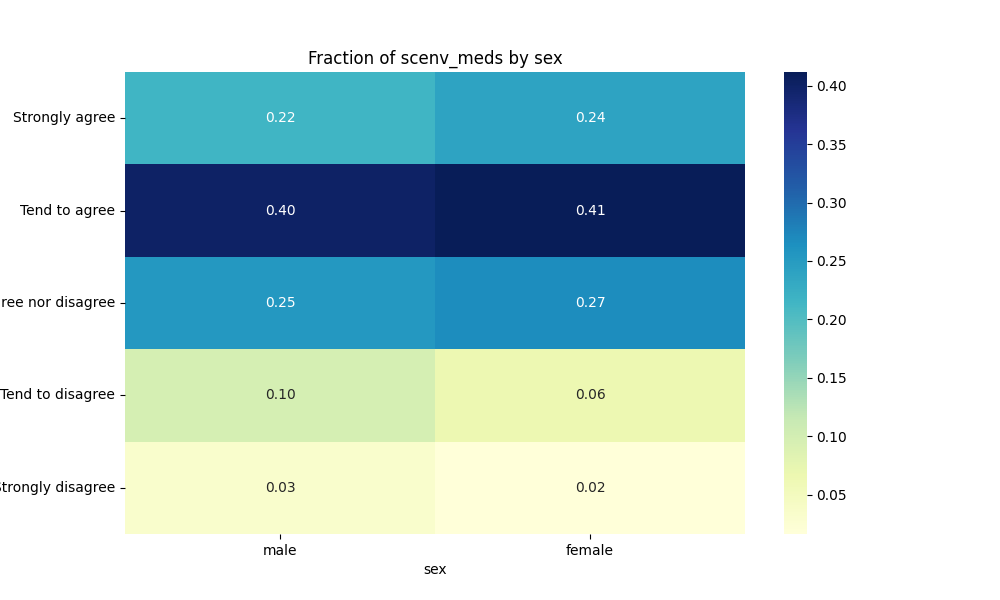 Fraction of scenv_meds by sex
Strongly agree
0.22
0.24
Tend to agree
0.40
0.41
ree nor disagree
0.25
0.27
Tend to disagree
0.10
0.06
Strongly disagree
0.03
0.02
male
female
sex
0.40
0.35
0.30
0.25
0.20
0.15
0.10
0.05